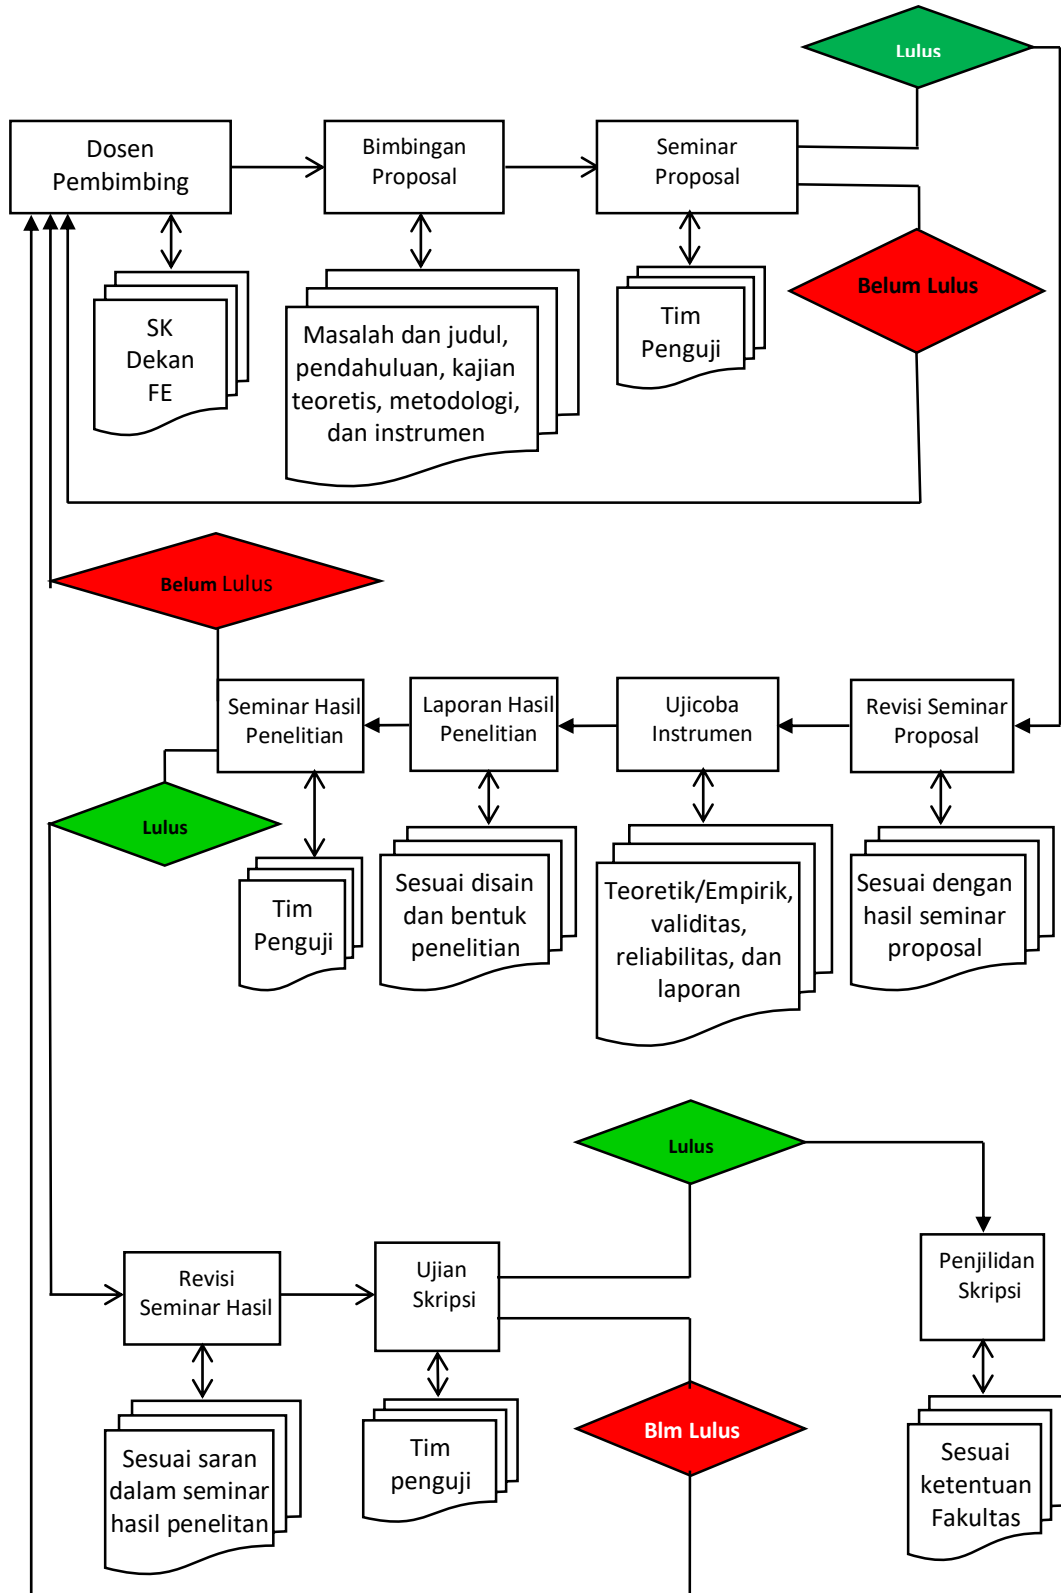 Lulus
Dosen
Pembimbing
Bimbingan
Proposal
Seminar
Proposal
Belum Lulus
SK
Dekan
FE
Masalah dan judul,
pendahuluan, kajian
teoretis, metodologi,
dan instrumen
Tim
Penguji
Belum Lulus
Seminar Hasil
Penelitian
Laporan Hasil
Penelitian
Ujicoba
Instrumen
Revisi Seminar
Proposal
Lulus
Tim
Penguji
Sesuai disain
dan bentuk
penelitian
Teoretik/Empirik,
validitas,
reliabilitas, dan
laporan
Sesuai dengan
hasil seminar
proposal
Lulus
Revisi
Seminar Hasil
Ujian
Skripsi
Penjilidan
Skripsi
Blm Lulus
Sesuai saran
dalam seminar
hasil penelitan
Tim
penguji
Sesuai
ketentuan
Fakultas